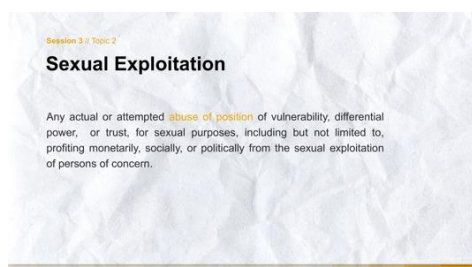 Session 3 // Topic 2
Sexual Exploitation
Any actual or attempted abuse of position of vulnerability, differential
power, or trust, for sexual purposes, including but not limited to,
profiting monetarily, socially, or politically from the sexual exploitation
of persons of concern.